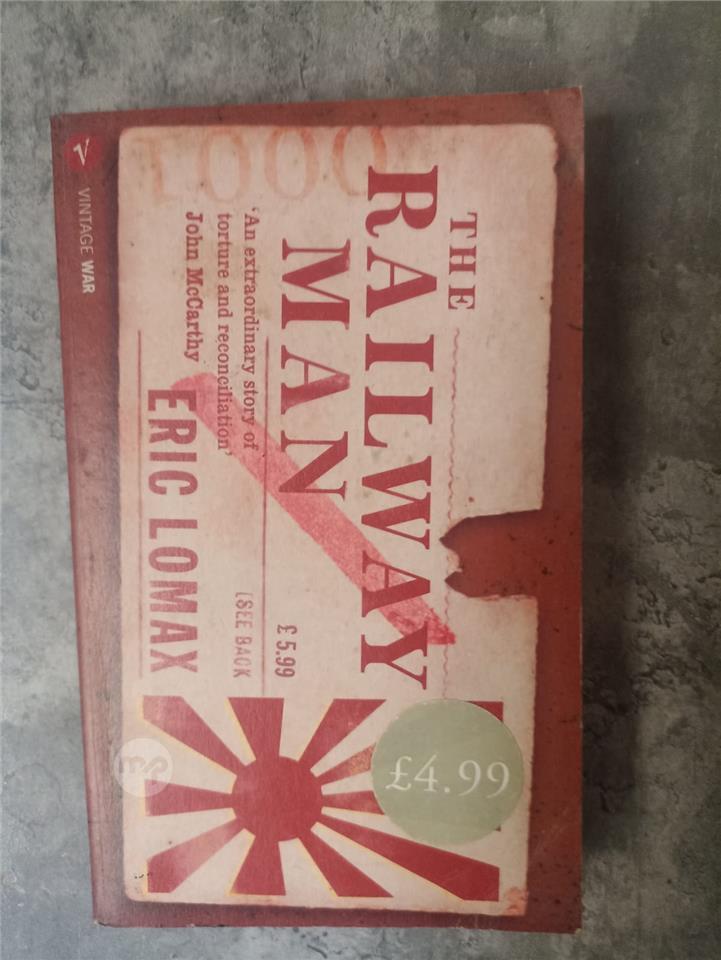 1000
THE
RAILWAY
MAN
'An extraordinary story of
torture and reconciliation'
John McCarthy
ERIC LOMAX
£5.99
(SEE BACK
£4.99
V
VINTAGE WAR